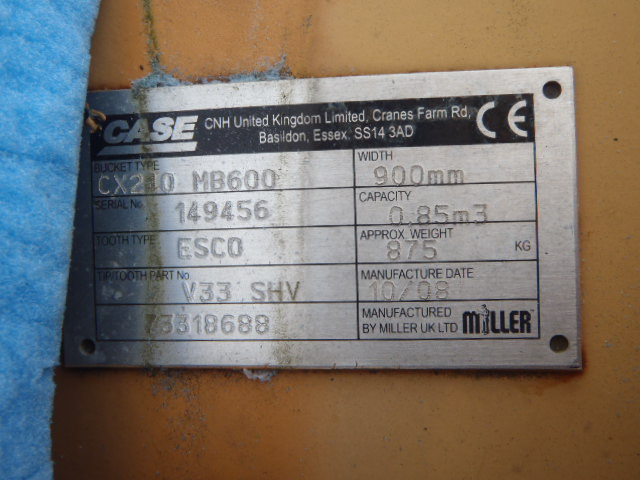 CASE
CNH United Kingdom Limited, Cranes Farm Rd,
Basildon, Essex, SS14 3AD
CE
BUCKET TYPE
MB600
WIDTH
900mm
SERIAL No.
149456
CAPACITY
0.85m3
TOOTH TYPE
ESCO
APPROX. WEIGHT
875 KG
TIP/TOOTH PART No
V33 SHV
MANUFACTURE DATE
10/08
73318688
MANUFACTURED
BY MILLER UK LTD
MILLER